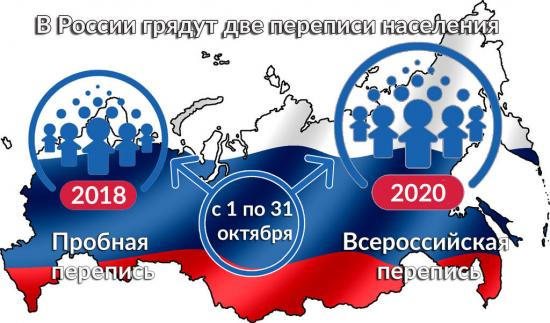 В России грядут две переписи населения
2018
Пробная
перепись
с 1 по 31
октября
2020
Всероссийская
перепись